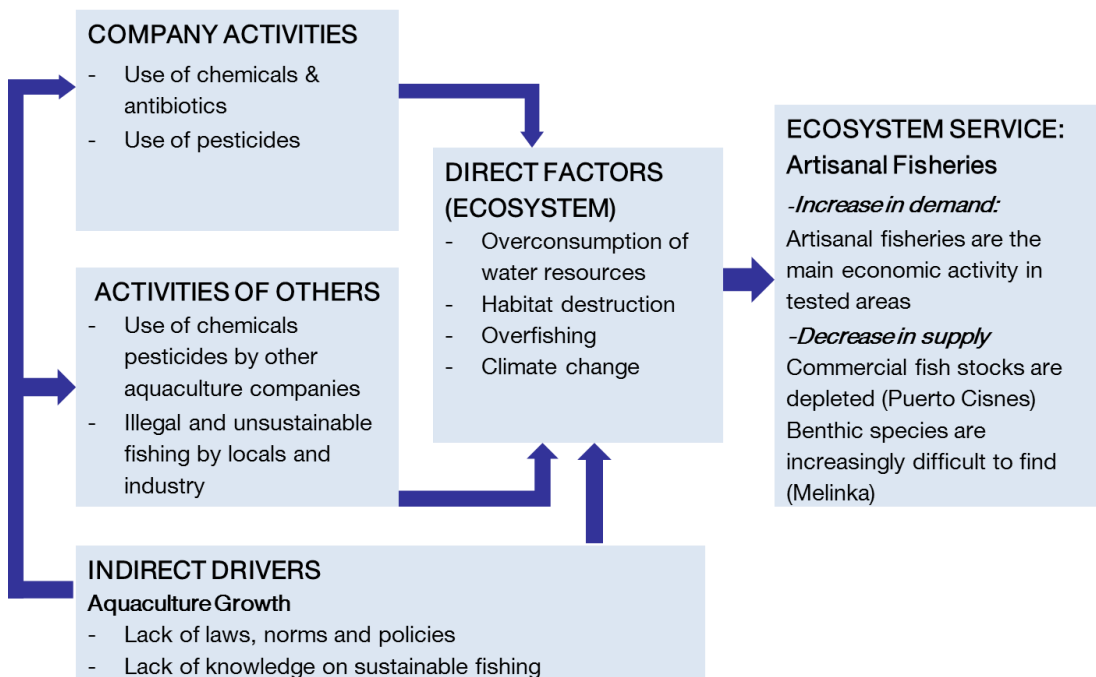 COMPANY ACTIVITIES
- Use of chemicals &
antibiotics
- Use of pesticides
ACTIVITIES OF OTHERS
- Use of chemicals
pesticides by other
aquaculture companies
- Illegal and unsustainable
fishing by locals and
industry
INDIRECT DRIVERS
Aquaculture Growth
- Lack of laws, norms and policies
- Lack of knowledge on sustainable fishing
DIRECT FACTORS
(ECOSYSTEM)
- Overconsumption of
water resources
- Habitat destruction
- Overfishing
- Climate change
ECOSYSTEM SERVICE:
Artisanal Fisheries
-Increase in demand:
Artisanal fisheries are the
main economic activity in
tested areas
-Decrease in supply
Commercial fish stocks are
depleted (Puerto Cisnes)
Benthic species are
increasingly difficult to find
(Melinka)